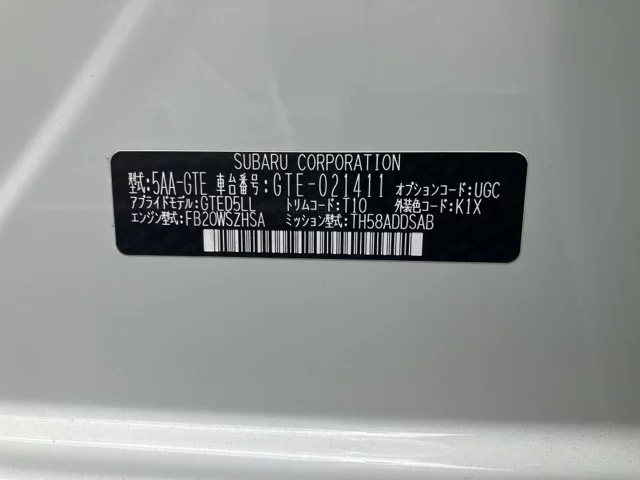 SUBARU CORPORATION
型式:5AA-GTE 車台番号:GTE-021411 オプションコード:UGC
アプライドモデル:GTED5LL トリムコード:T10 外装色コード:K1X
エンジン型式:FB20WSZHSA ミッション型式:TH58ADDSAB